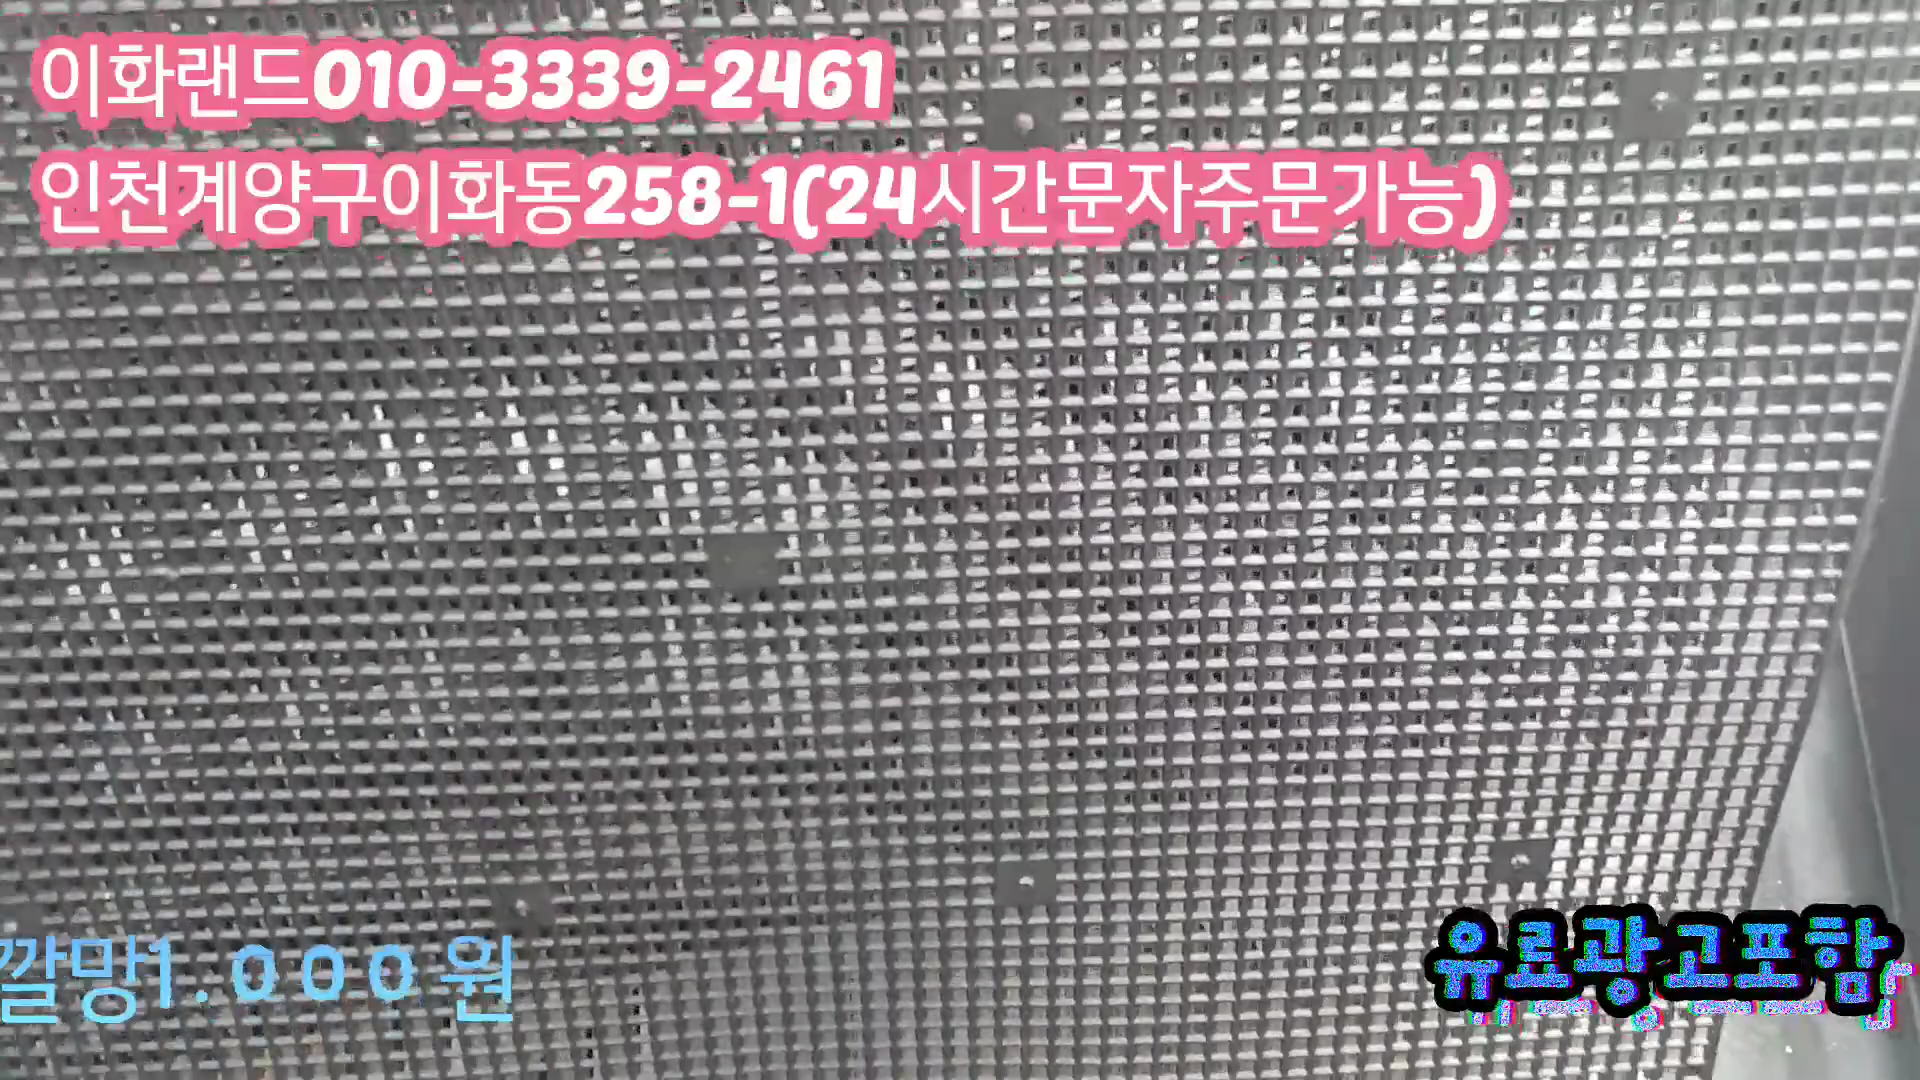 이화랜드010-3339-2461
인천계양구이화동258-1(24시간문자주문가능)
깔망1.000원
유료광고포함